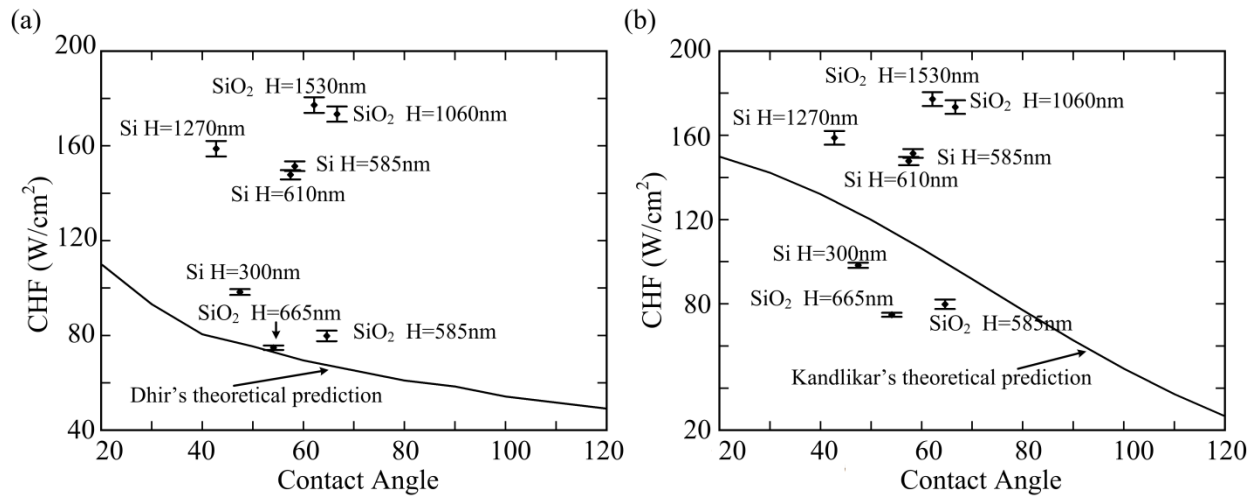 (a)
200
160
120
80
40
CHF (W/cm²)
SiO₂ H=1530nm
SiO₂ H=1060nm
Si H=1270nm
Si H=585nm
Si H=610nm
Si H=300nm
SiO₂ H=665nm
SiO₂ H=585nm
Dhir's theoretical prediction
20 40 60 80 100 120
Contact Angle
(b)
200
160
120
80
20
CHF (W/cm²)
SiO₂ H=1530nm
SiO₂ H=1060nm
Si H=1270nm
Si H=585nm
Si H=610nm
Si H=300nm
SiO₂ H=665nm
SiO₂ H=585nm
Kandlikar's theoretical prediction
20 40 60 80 100 120
Contact Angle